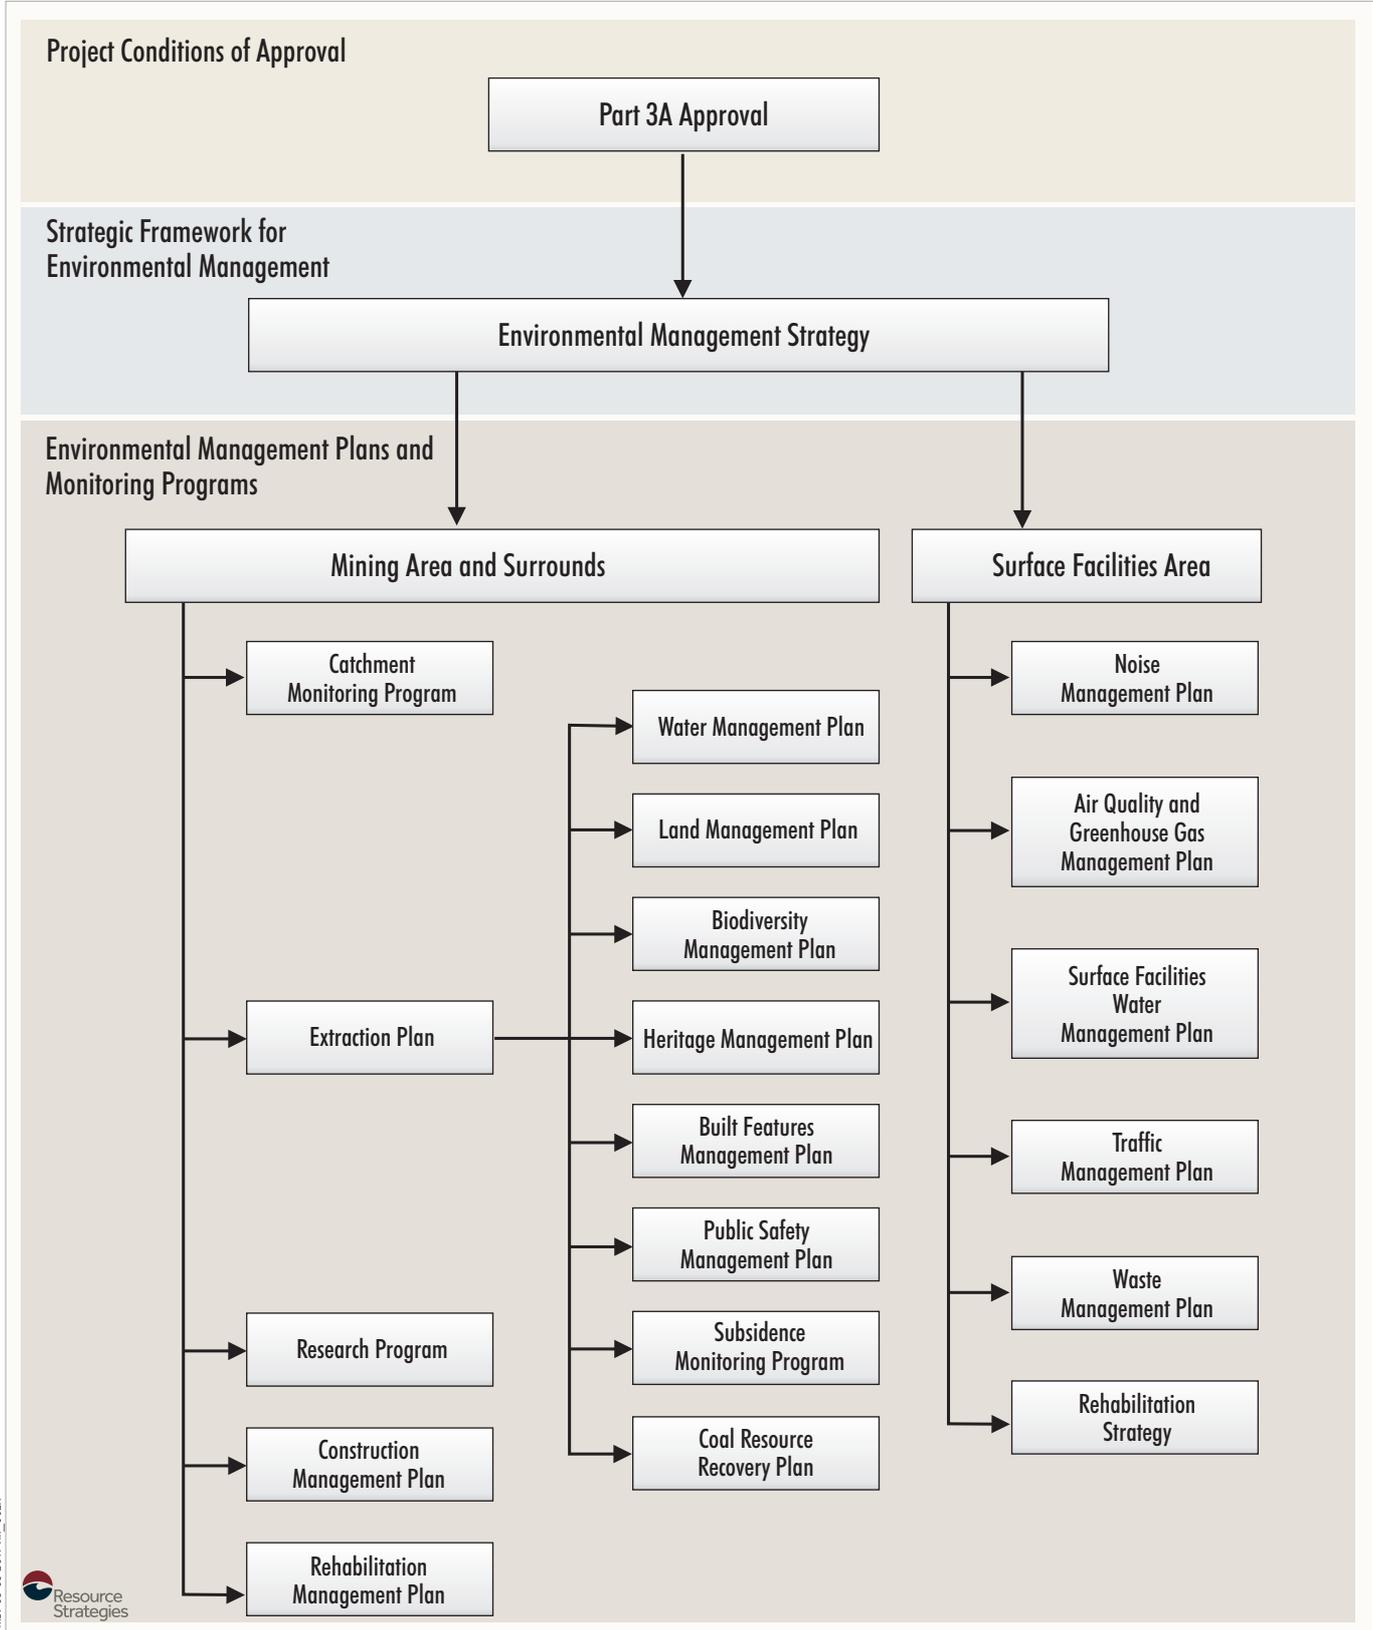 Project Conditions of Approval
Part 3A Approval
Strategic Framework for
Environmental Management
Environmental Management Strategy
Environmental Management Plans and
Monitoring Programs
Mining Area and Surrounds
Catchment
Monitoring Program
Extraction Plan
Research Program
Construction
Management Plan
Rehabilitation
Management Plan
Water Management Plan
Land Management Plan
Biodiversity
Management Plan
Heritage Management Plan
Built Features
Management Plan
Public Safety
Management Plan
Subsidence
Monitoring Program
Coal Resource
Recovery Plan
Surface Facilities Area
Noise
Management Plan
Air Quality and
Greenhouse Gas
Management Plan
Surface Facilities
Water
Management Plan
Traffic
Management Plan
Waste
Management Plan
Rehabilitation
Strategy
Resource
Strategies